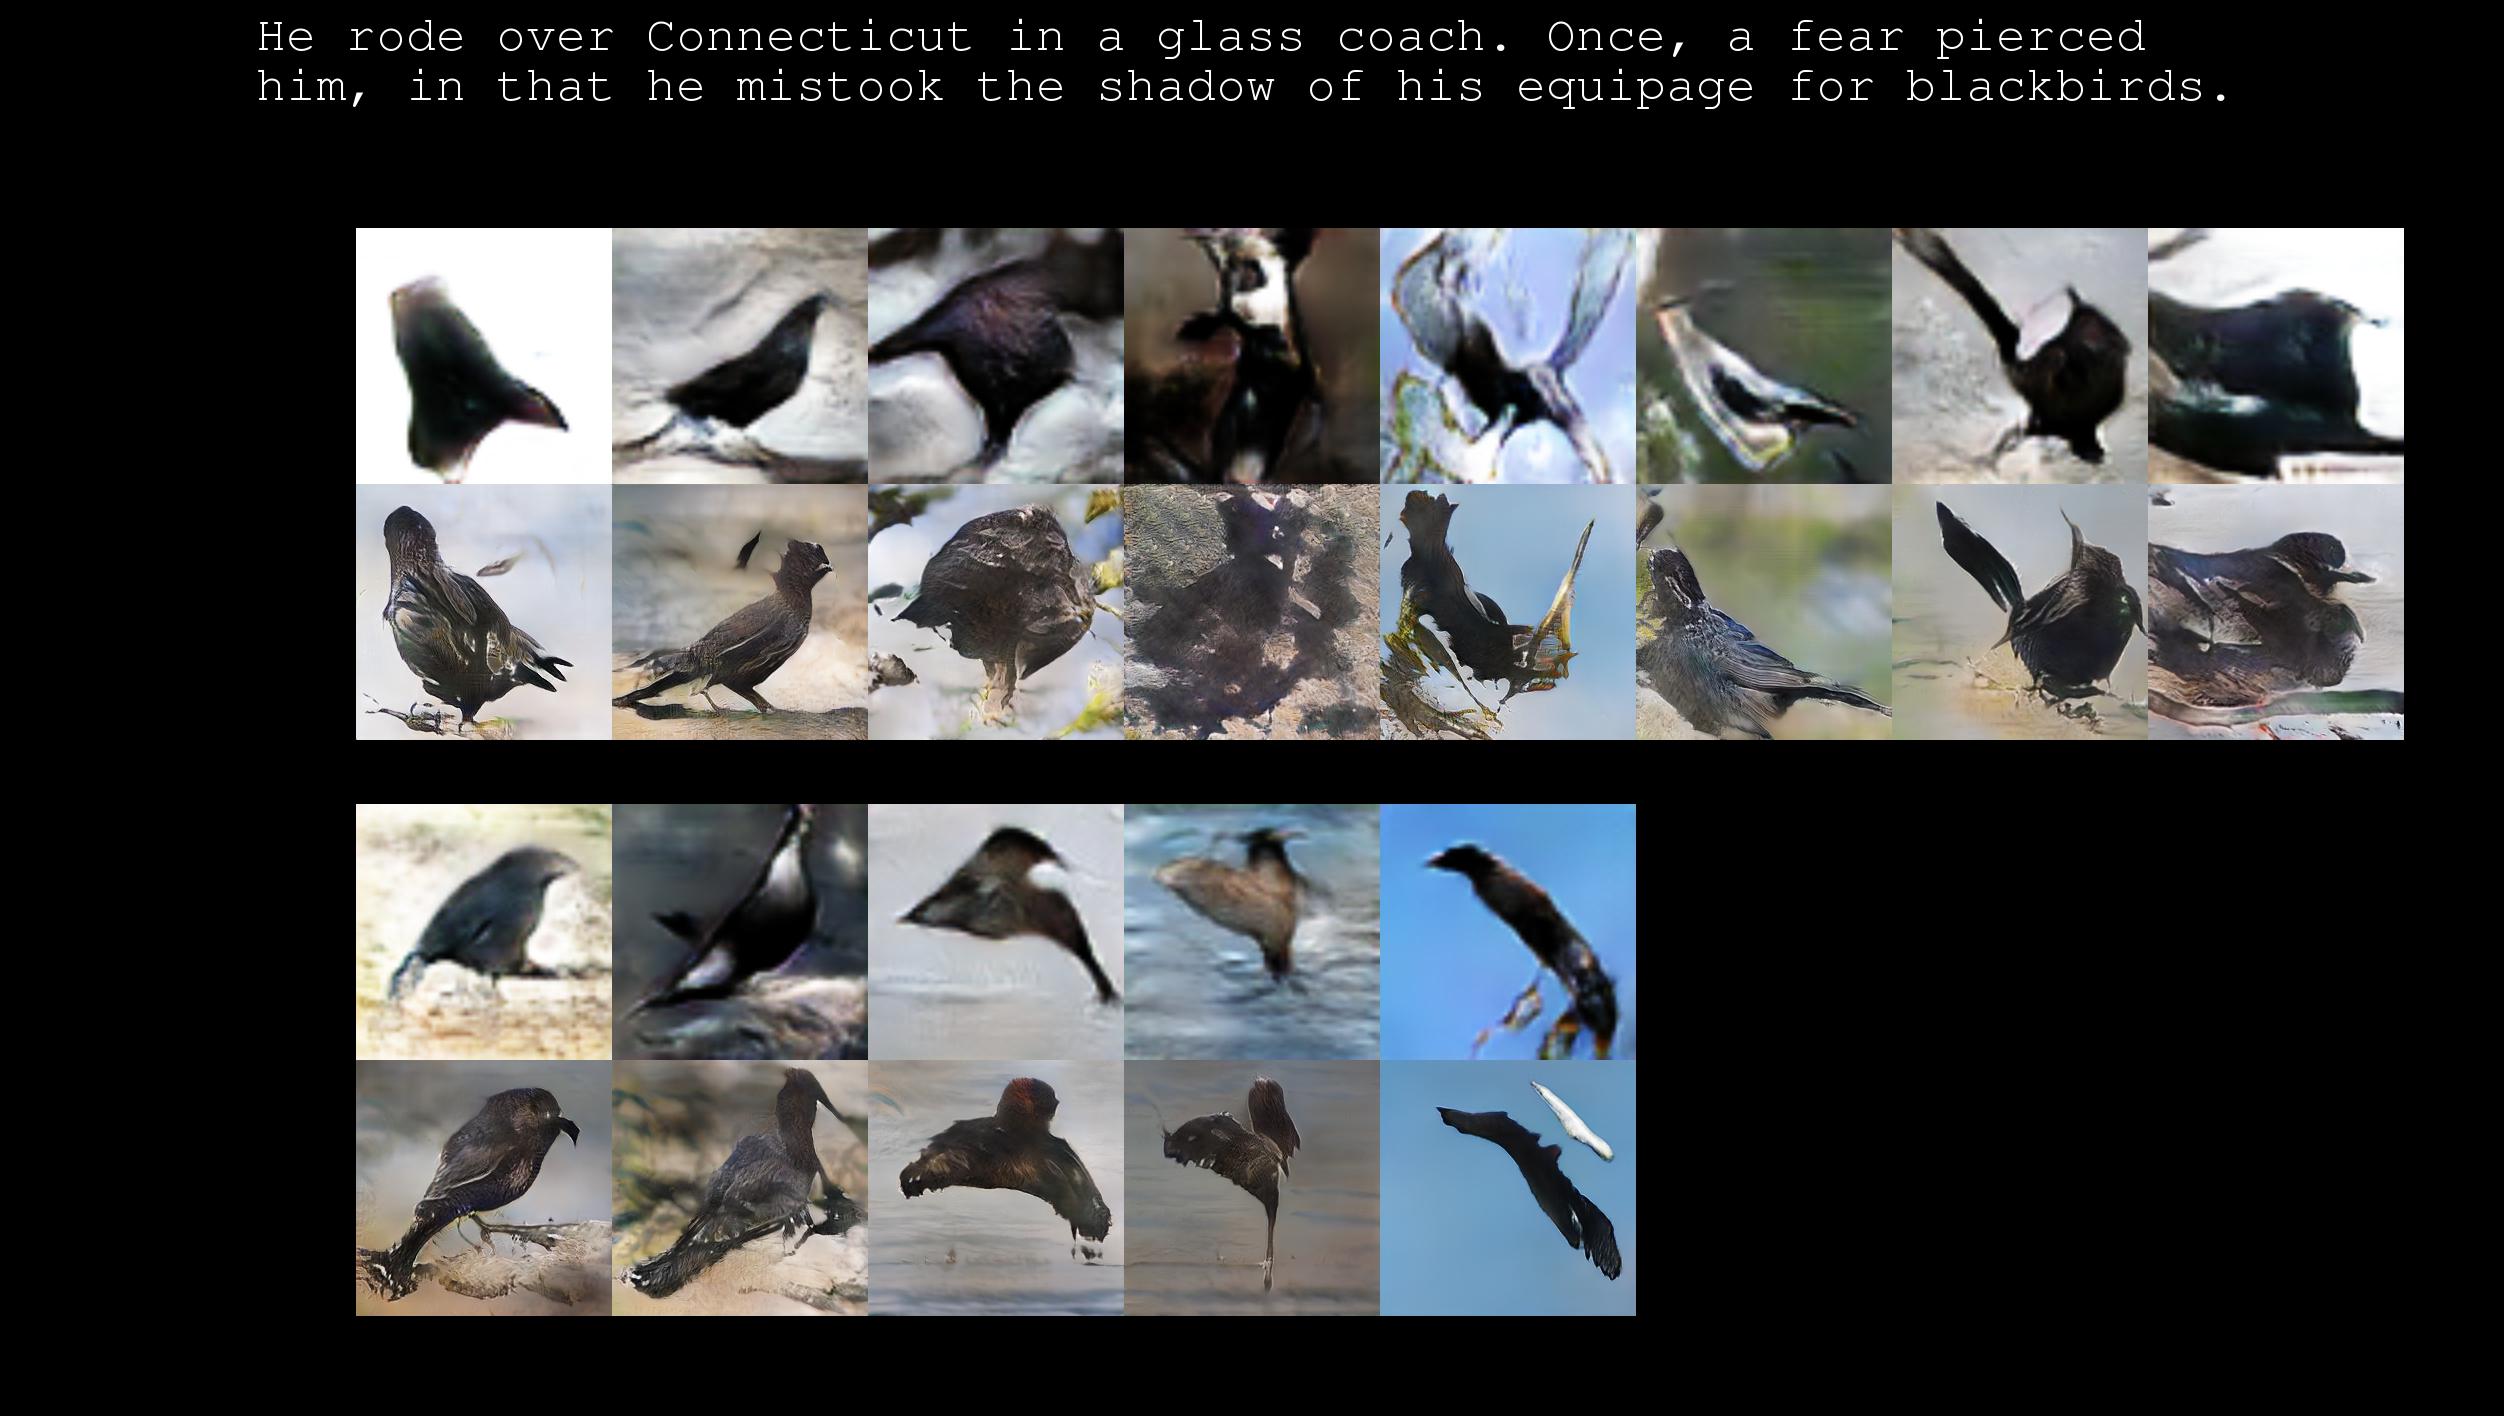 He rode over Connecticut in a glass coach. Once, a fear pierced
him, in that he mistook the shadow of his equipage for blackbirds.